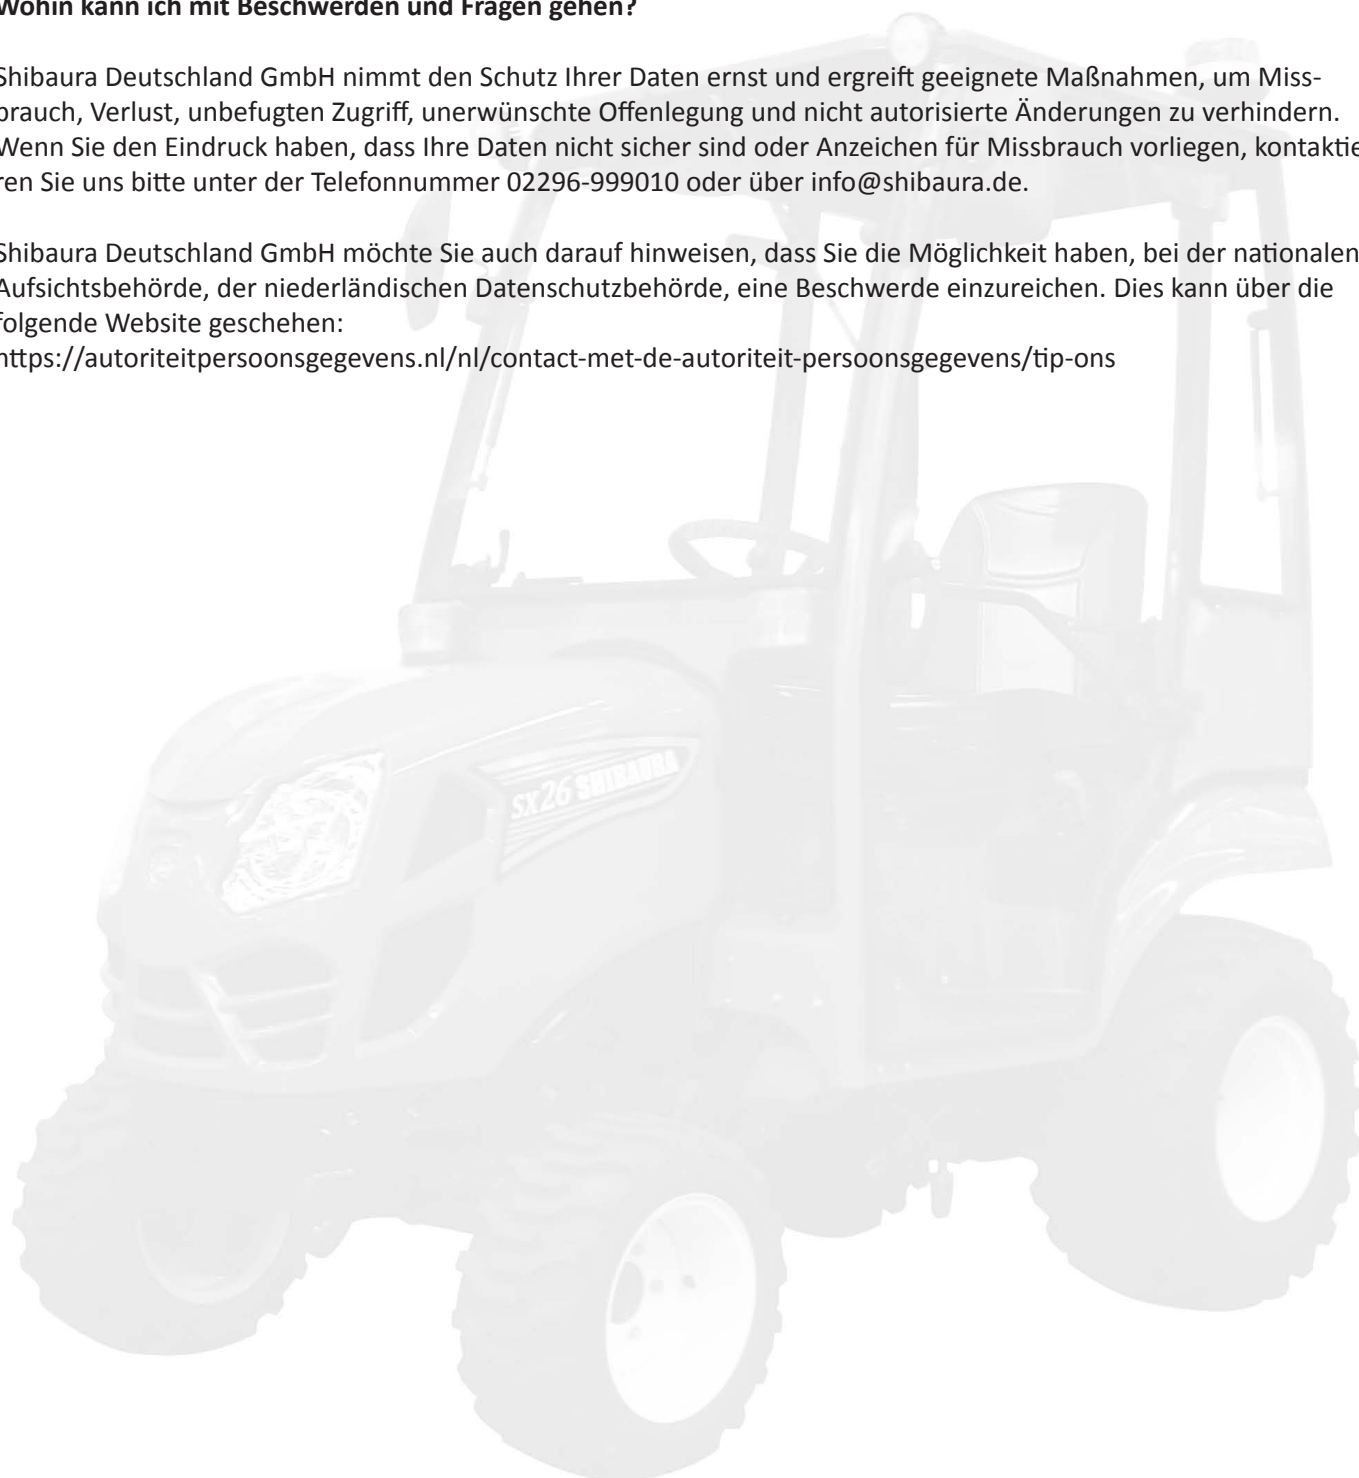 Wohin kann ich mit Beschwerden und Fragen gehen?
Shibaura Deutschland GmbH nimmt den Schutz Ihrer Daten ernst und ergreift geeignete Maßnahmen, um Miss-
brauch, Verlust, unbefugten Zugriff, unerwünschte Offenlegung und nicht autorisierte Änderungen zu verhindern.
Wenn Sie den Eindruck haben, dass Ihre Daten nicht sicher sind oder Anzeichen für Missbrauch vorliegen, kontaktie
ren Sie uns bitte unter der Telefonnummer 02296-999010 oder über info@shibaura.de.
Shibaura Deutschland GmbH möchte Sie auch darauf hinweisen, dass Sie die Möglichkeit haben, bei der nationalen
Aufsichtsbehörde, der niederländischen Datenschutzbehörde, eine Beschwerde einzureichen. Dies kann über die
folgende Website geschehen:
https://autoriteitpersoonsgegevens.nl/nl/contact-met-de-autoriteit-persoonsgegevens/tip-ons
SX26 SHIBAURA